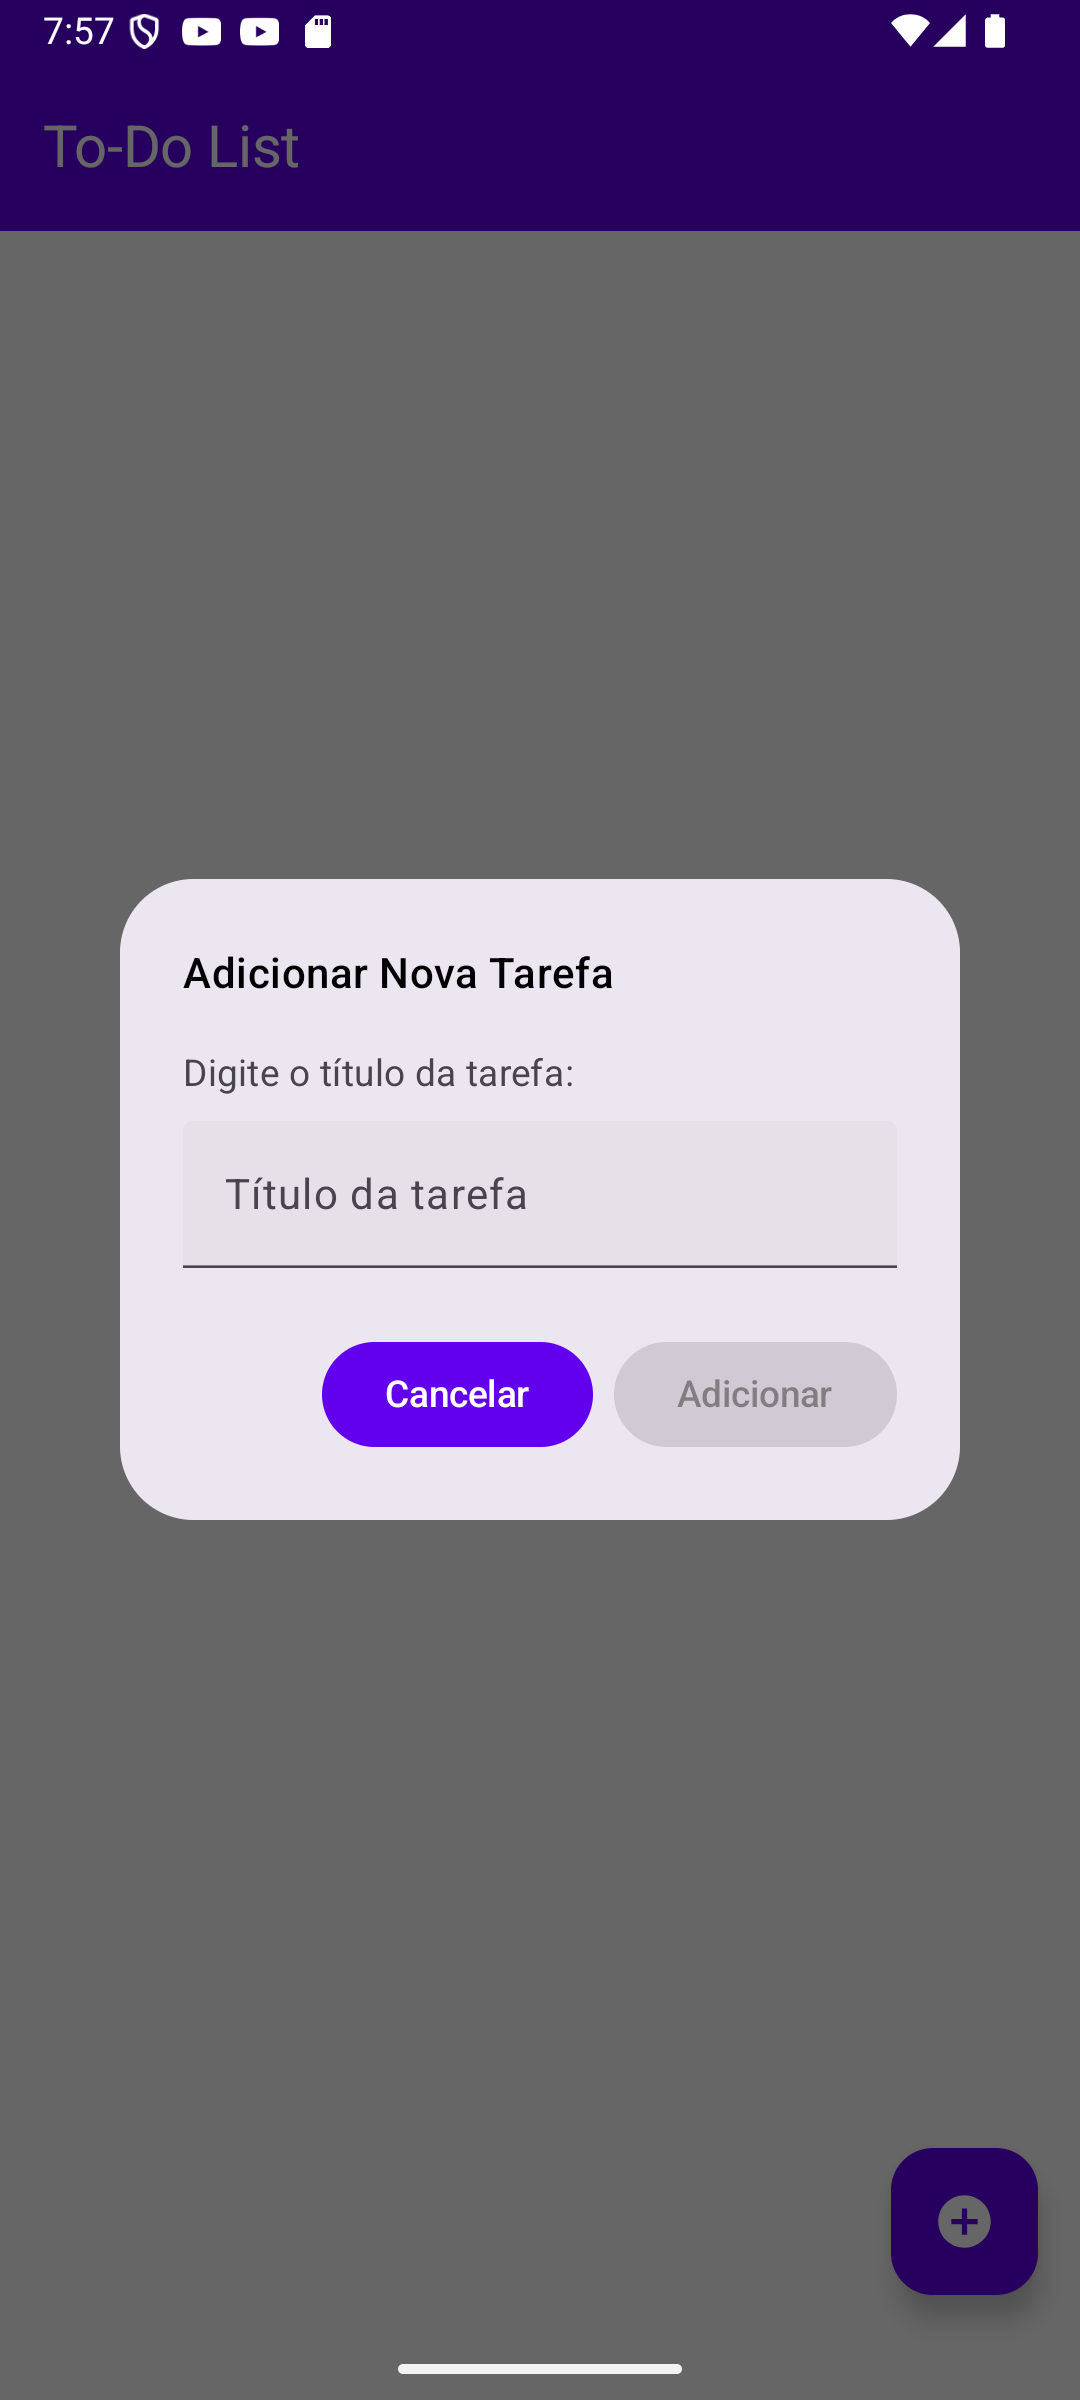 7:57
To-Do List
Adicionar Nova Tarefa
Digite o título da tarefa:
Título da tarefa
Cancelar
Adicionar